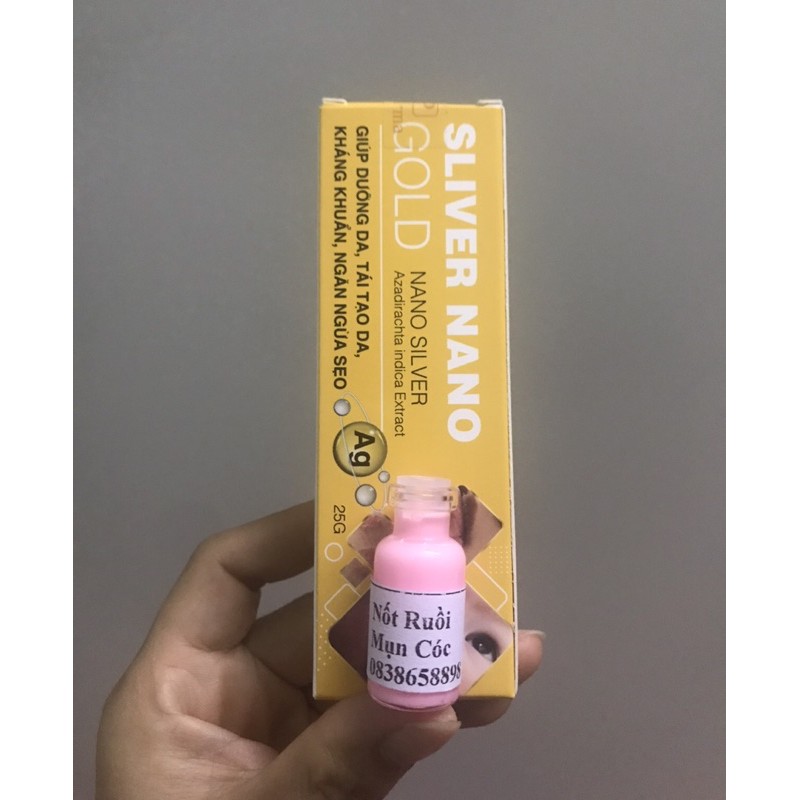 SLIVER NANO
GOLD
NANO SILVER
Azadirachta indica Extract
GIÚP DƯỠNG DA, TÁI TẠO DA,
KHÁNG KHUẨN, NGĂN NGỪA SẸO
Ag
25G
Nốt Ruồi
Mụn Cóc
0838658898